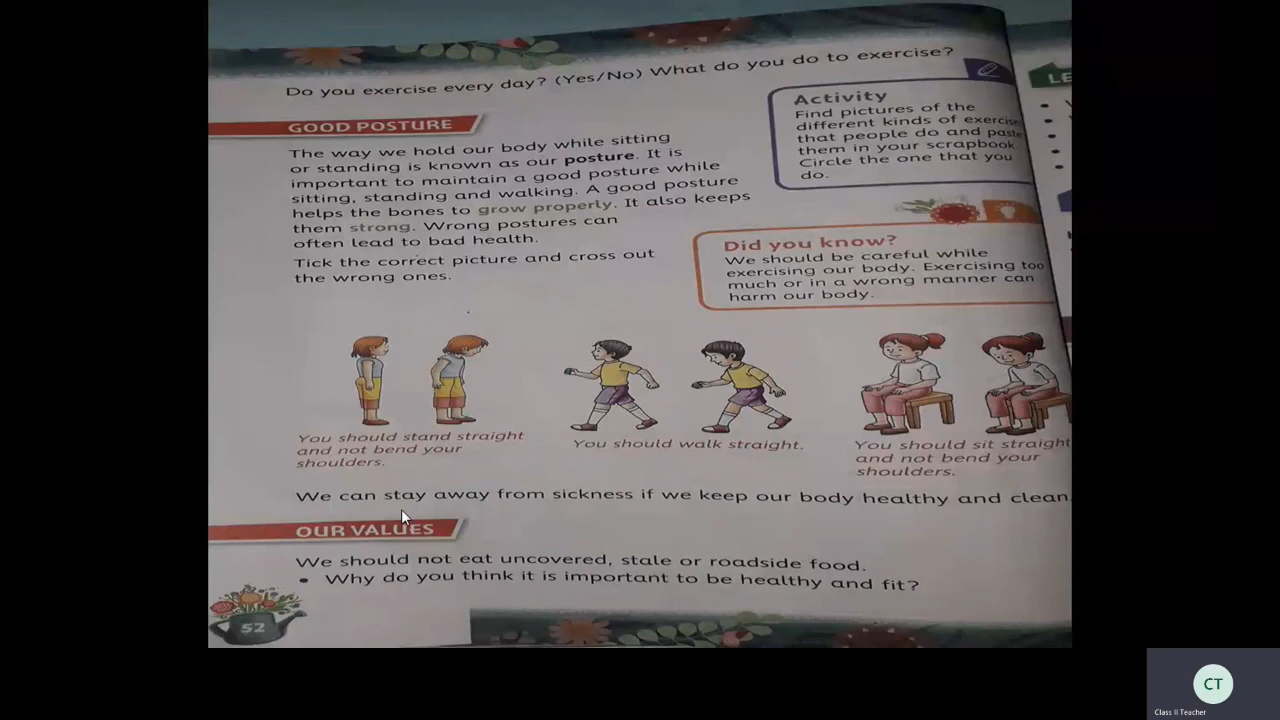 Do you exercise every day? (Yes/No) What do you do to exercise?
GOOD POSTURE
The way we hold our body while sitting
or standing is known as our posture. It is
important to maintain a good posture while
sitting, standing and walking. A good posture
helps the bones to grow properly. It also keeps
them strong. Wrong postures can
often lead to bad health.
Tick the correct picture and cross out
the wrong ones.
Activity
Find pictures of the
different kinds of exercises
that people do and paste
them in your scrapbook
Circle the one that you
do.
Did you know?
We should be careful while
exercising our body. Exercising too
much or in a wrong manner can
harm our body.
You should stand straight
and not bend your
shoulders.
You should walk straight.
You should sit straight
and not bend your
shoulders.
We can stay away from sickness if we keep our body healthy and clean.
OUR VALUES
We should not eat uncovered, stale or roadside food.
• Why do you think it is important to be healthy and fit?
52
LE
CT
Class II Teacher